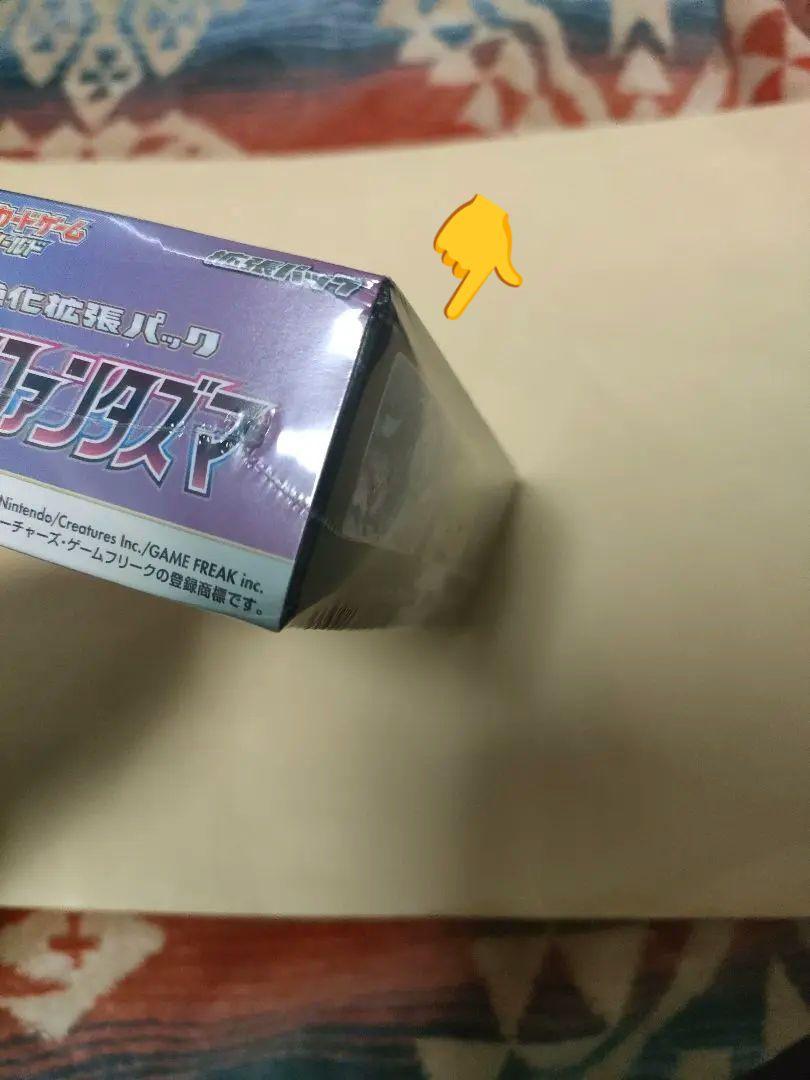 カードゲーム
拡張パック
化拡張パック
ファンタズマ
Nintendo/Creatures Inc./GAME FREAK inc.
ーチャーズ・ゲームフリークの登録商標です。